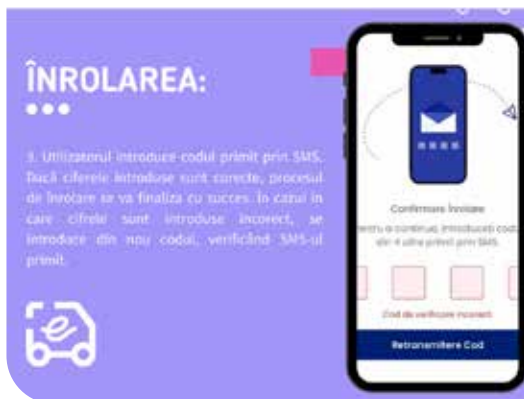 ÎNROLAREA:
3. Utilizatorul introduce codul primit prin SMS.
Dacă cifrele introduse sunt corecte, procesul
de înrolare se va finaliza cu succes. În cazul în
care cifrele sunt introduse incorect, se
introduce din nou codul, verificând SMS-ul
primit.
Confirmare înrolare
pentru a continua, introduceți codul
din 4 cifre primit prin SMS.
Cod de verificare incorect
Retransmitere Cod